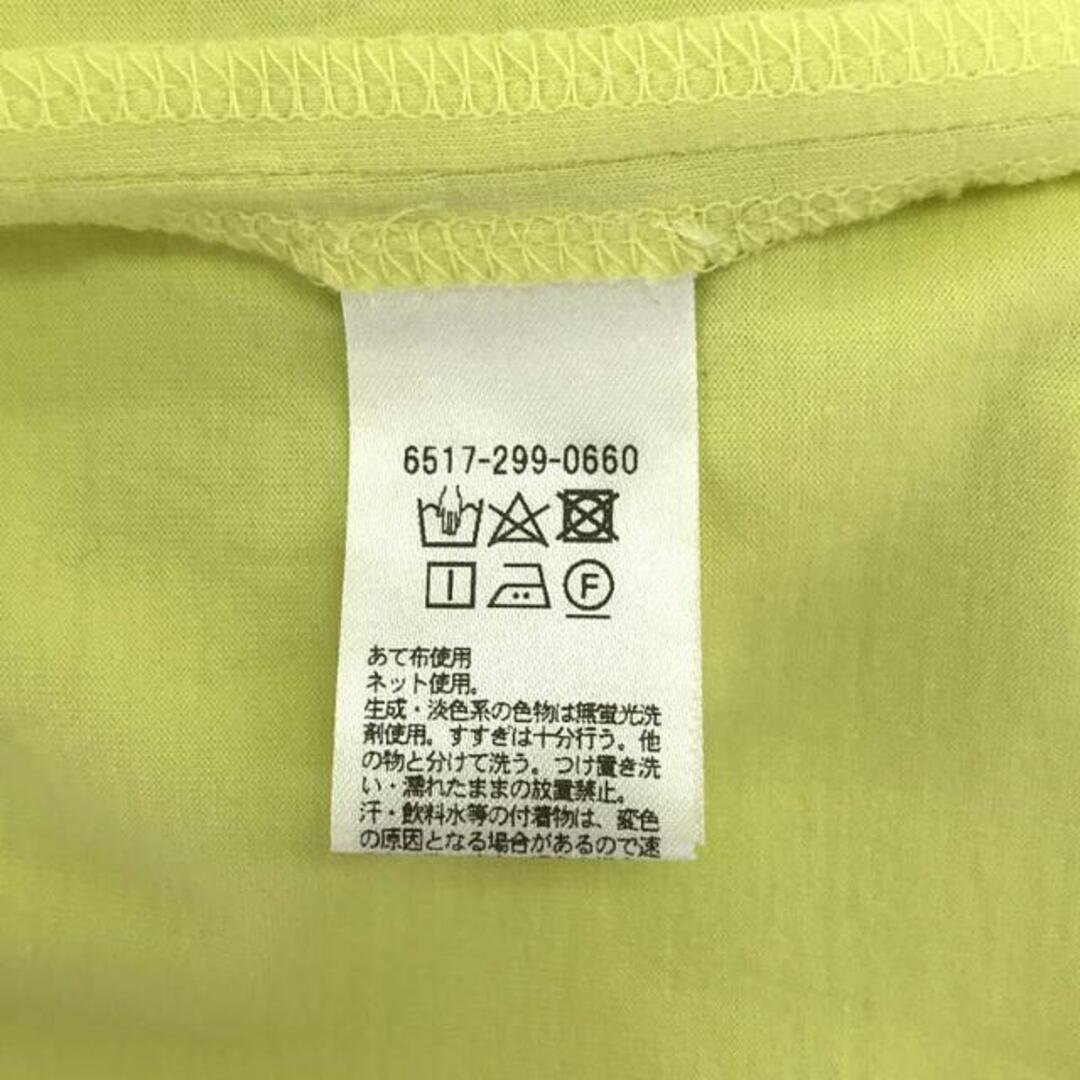 6517-299-0660
F
あて布使用
ネット使用。
生成・淡色系の色物は無蛍光洗
剤使用。すすぎは十分行う。他
の物と分けて洗う。つけ置き洗
い・濡れたままの放置禁止。
汗・飲料水等の付着物は、変色
の原因となる場合があるので速